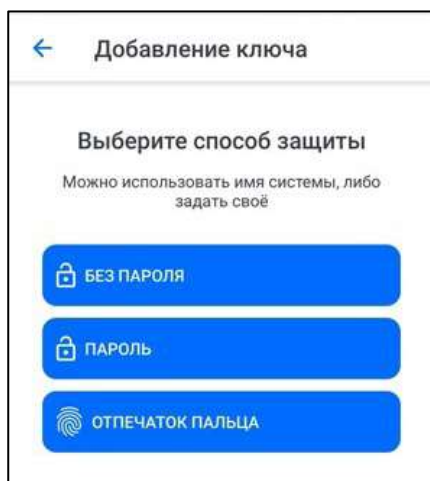 Добавление ключа
Выберите способ защиты
Можно использовать имя системы, либо
задать своё
БЕЗ ПАРОЛЯ
ПАРОЛЬ
ОТПЕЧАТОК ПАЛЬЦА